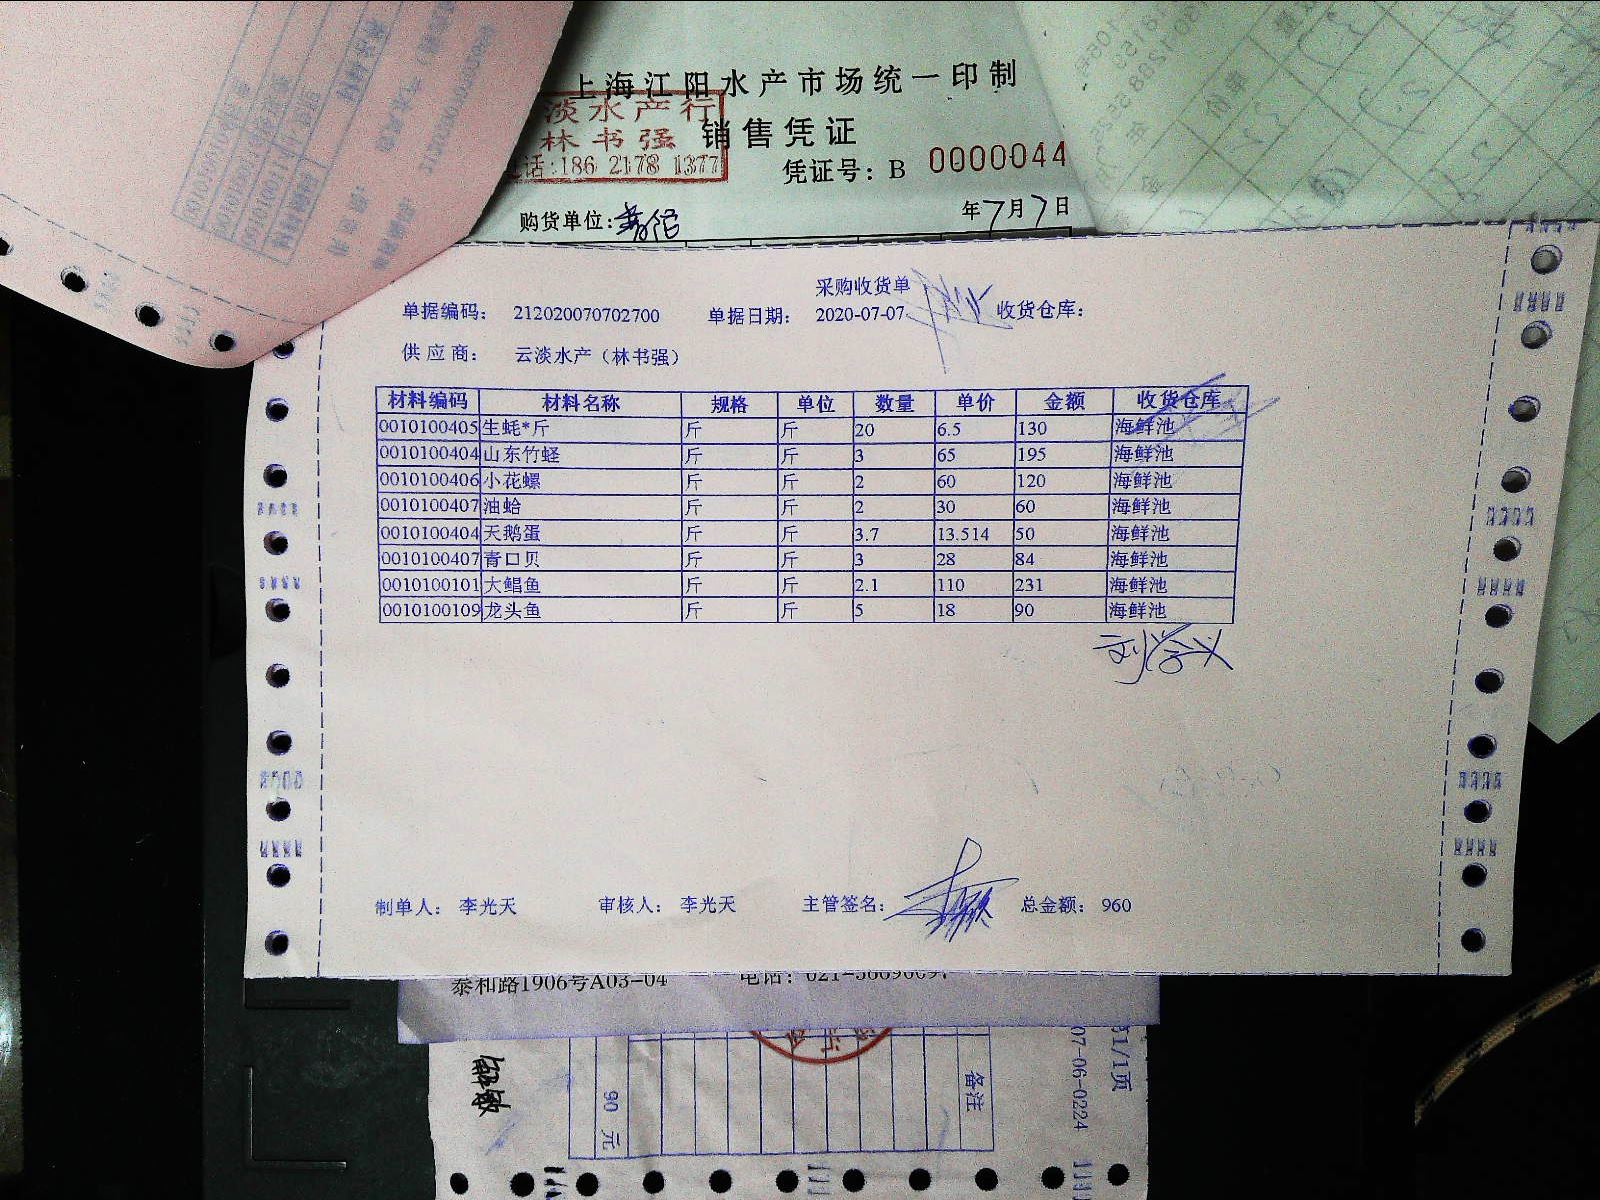 上海江阳水产市场统一印制
淡水产行
林书强
销售凭证
话:186 2178 1377
凭证号：B 0000044
购货单位:
年7月7日
采购收货单
单据编码： 212020070702700 单据日期： 2020-07-07 收货仓库：
供应商： 云淡水产（林书强）
材料编码 材料名称 规格 单位 数量 单价 金额 收货仓库
0010100405 生蚝*斤 斤 斤 20 6.5 130 海鲜池
0010100404 山东竹蛏 斤 斤 3 65 195 海鲜池
0010100406 小花螺 斤 斤 2 60 120 海鲜池
0010100407 油蛤 斤 斤 2 30 60 海鲜池
0010100404 天鹅蛋 斤 斤 3.7 13.514 50 海鲜池
0010100407 青口贝 斤 斤 3 28 84 海鲜池
0010100101 大鲳鱼 斤 斤 2.1 110 231 海鲜池
0010100109 龙头鱼 斤 斤 5 18 90 海鲜池
制单人： 李光天 审核人： 李光天 主管签名： 总金额： 960
泰和路1906号A03-04 电话：021-
备注
90 元
07-06-0224
1/1页